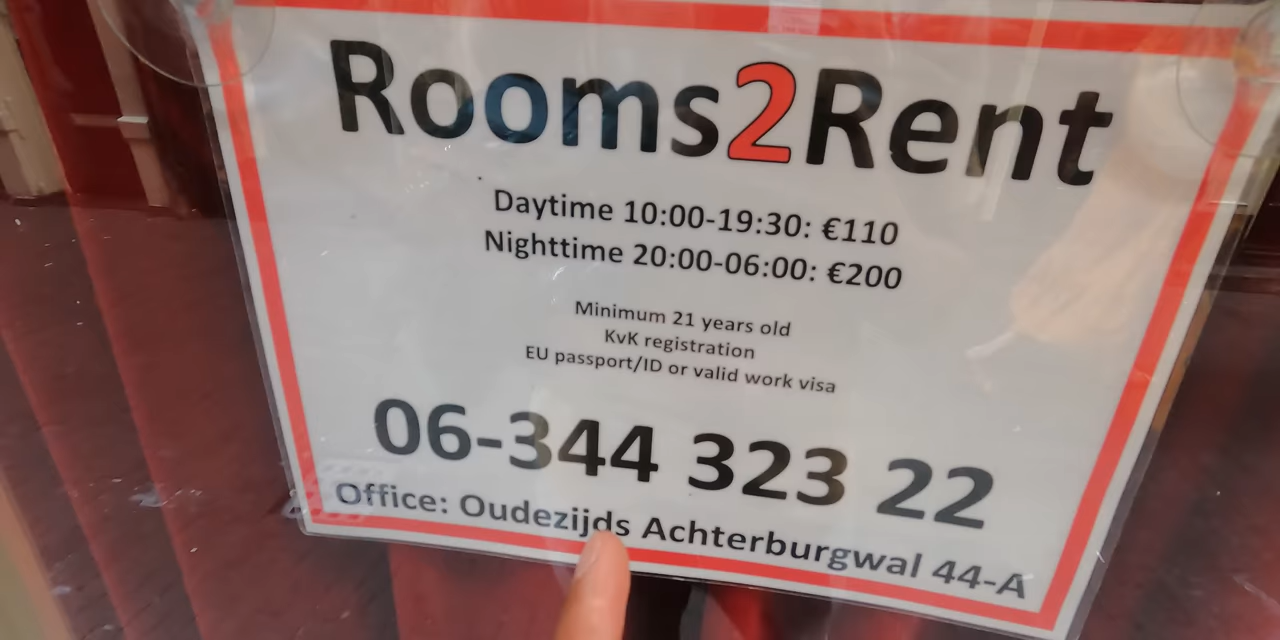 Rooms2Rent
Daytime 10:00-19:30: €110
Nighttime 20:00-06:00: €200
Minimum 21 years old
KvK registration
EU passport/ID or valid work visa
06-344 323 22
Office: Oudezijds Achterburgwal 44-A